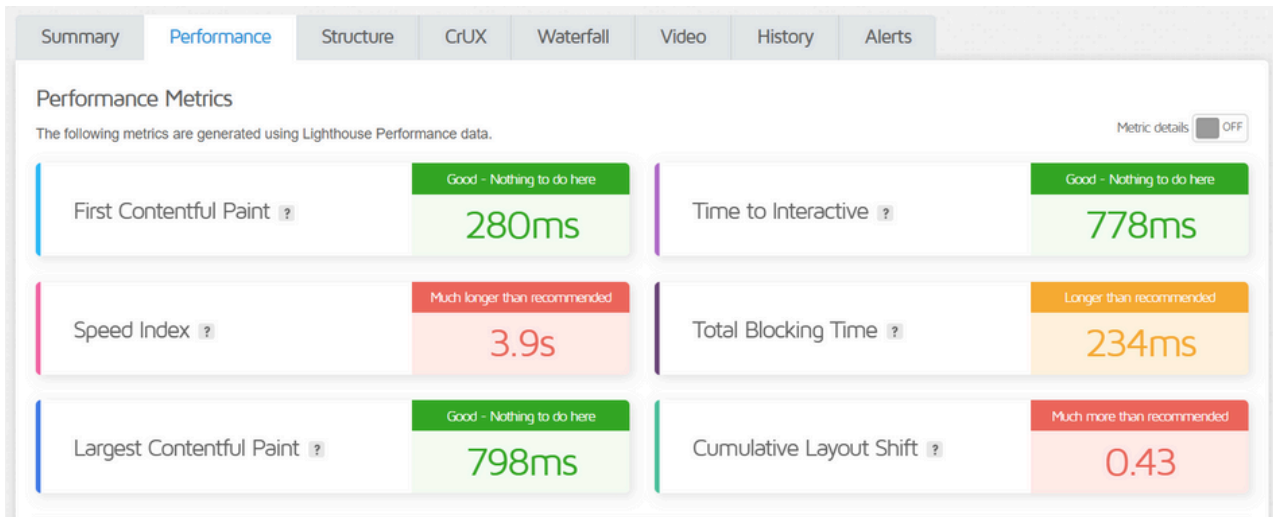 Summary Performance Structure CrUX Waterfall Video History Alerts
Performance Metrics
The following metrics are generated using Lighthouse Performance data.
Metric details OFF
First Contentful Paint ?
Good - Nothing to do here
280ms
Time to Interactive ?
Good - Nothing to do here
778ms
Speed Index ?
Much longer than recommended
3.9s
Total Blocking Time ?
Longer than recommended
234ms
Largest Contentful Paint ?
Good - Nothing to do here
798ms
Cumulative Layout Shift ?
Much more than recommended
0.43